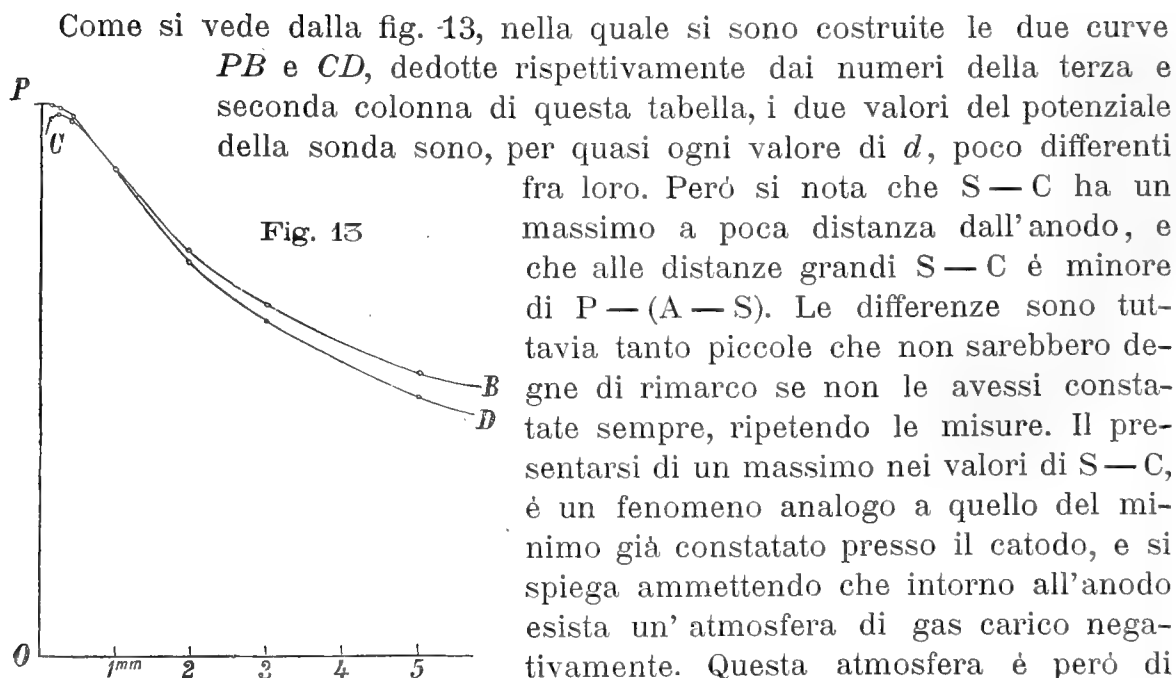 Come si vede dalla fig. 13, nella quale si sono costruite le due curve
PB e CD, dedotte rispettivamente dai numeri della terza e
seconda colonna di questa tabella, i due valori del potenziale
della sonda sono, per quasi ogni valore di d, poco differenti
fra loro. Però si nota che S — C ha un
massimo a poca distanza dall'anodo, e
che alle distanze grandi S — C è minore
di P — (A — S). Le differenze sono tut-
tavia tanto piccole che non sarebbero de-
gne di rimarco se non le avessi consta-
tate sempre, ripetendo le misure. Il pre-
sentarsi di un massimo nei valori di S — C,
è un fenomeno analogo a quello del mi-
nimo già constatato presso il catodo, e si
spiega ammettendo che intorno all'anodo
esista un' atmosfera di gas carico nega-
tivamente. Questa atmosfera è però di
P
C
Fig. 13
B
D
O 1mm 2 3 4 5